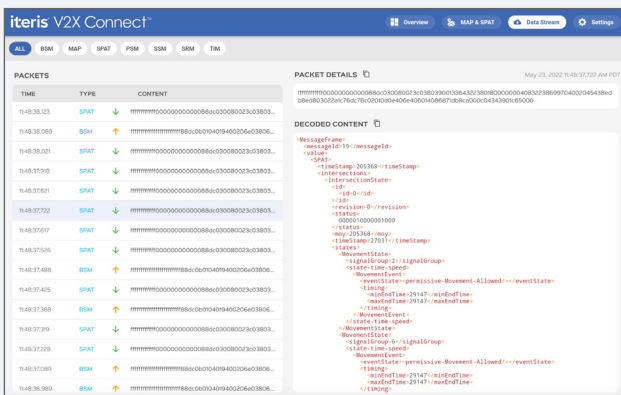 iteris V2X Connect™
Overview
MAP & SPAT
Data Stream
Settings
ALL BSM MAP SPAT PSM SSM SRM TIM
PACKETS
TIME TYPE CONTENT
11:48:38.123 SPAT
11:48:38.089 BSM
11:48:38.021 SPAT
11:48:37.918 SPAT
11:48:37.821 SPAT
11:48:37.722 SPAT
11:48:37.617 SPAT
11:48:37.526 SPAT
11:48:37.488 BSM
11:48:37.425 SPAT
11:48:37.388 BSM
11:48:37.319 SPAT
11:48:37.228 SPAT
11:48:37.089 BSM
11:48:36.989 BSM
PACKET DETAILS
May 23, 2022 11:48:37.722 AM PDT
DECODED CONTENT
<MessageFrame>
<messageId>19</messageId>
<value>
<SPAT>
<timeStamp>205368</timeStamp>
<intersections>
<IntersectionState>
<id>
<id>0</id>
</id>
<revision>0</revision>
<status>
0000010000001000
</status>
<moy>205368</moy>
<timeStamp>27031</timeStamp>
<states>
<MovementState>
<signalGroup>2</signalGroup>
<state-time-speed>
<MovementEvent>
<eventState><permissive-Movement-Allowed/></eventState>
<timing>
<minEndTime>29147</minEndTime>
<maxEndTime>29147</maxEndTime>
</timing>
</MovementEvent>
</state-time-speed>
</MovementState>
<MovementState>
<signalGroup>6</signalGroup>
<state-time-speed>
<MovementEvent>
<eventState><permissive-Movement-Allowed/></eventState>
<timing>
<minEndTime>29147</minEndTime>
<maxEndTime>29147</maxEndTime>
</timing>